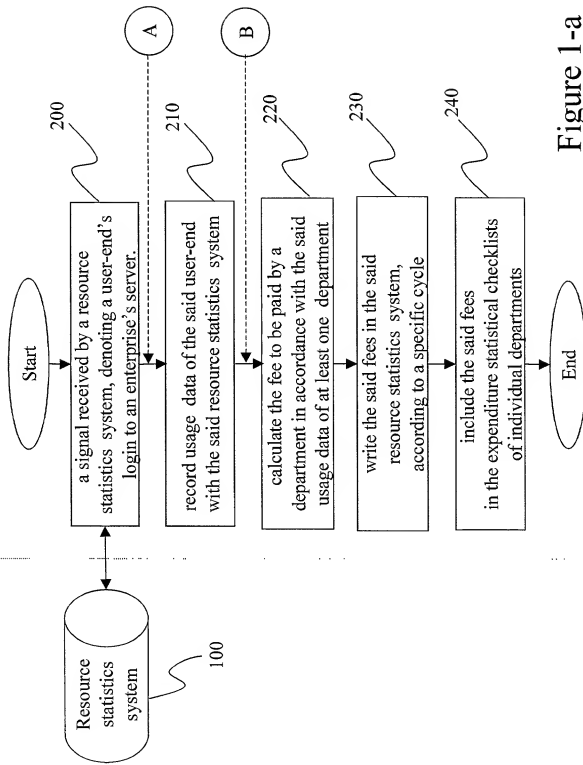 Start
200
a signal received by a resource
statistics system, denoting a user-end's
login to an enterprise's server.
Resource
statistics
system
100
A
210
record usage data of the said user-end
with the said resource statistics system
B
220
calculate the fee to be paid by a
department in accordance with the said
usage data of at least one department
230
write the said fees in the said
resource statistics system,
according to a specific cycle
240
include the said fees
in the expenditure statistical checklists
of individual departments
End
Figure 1-a